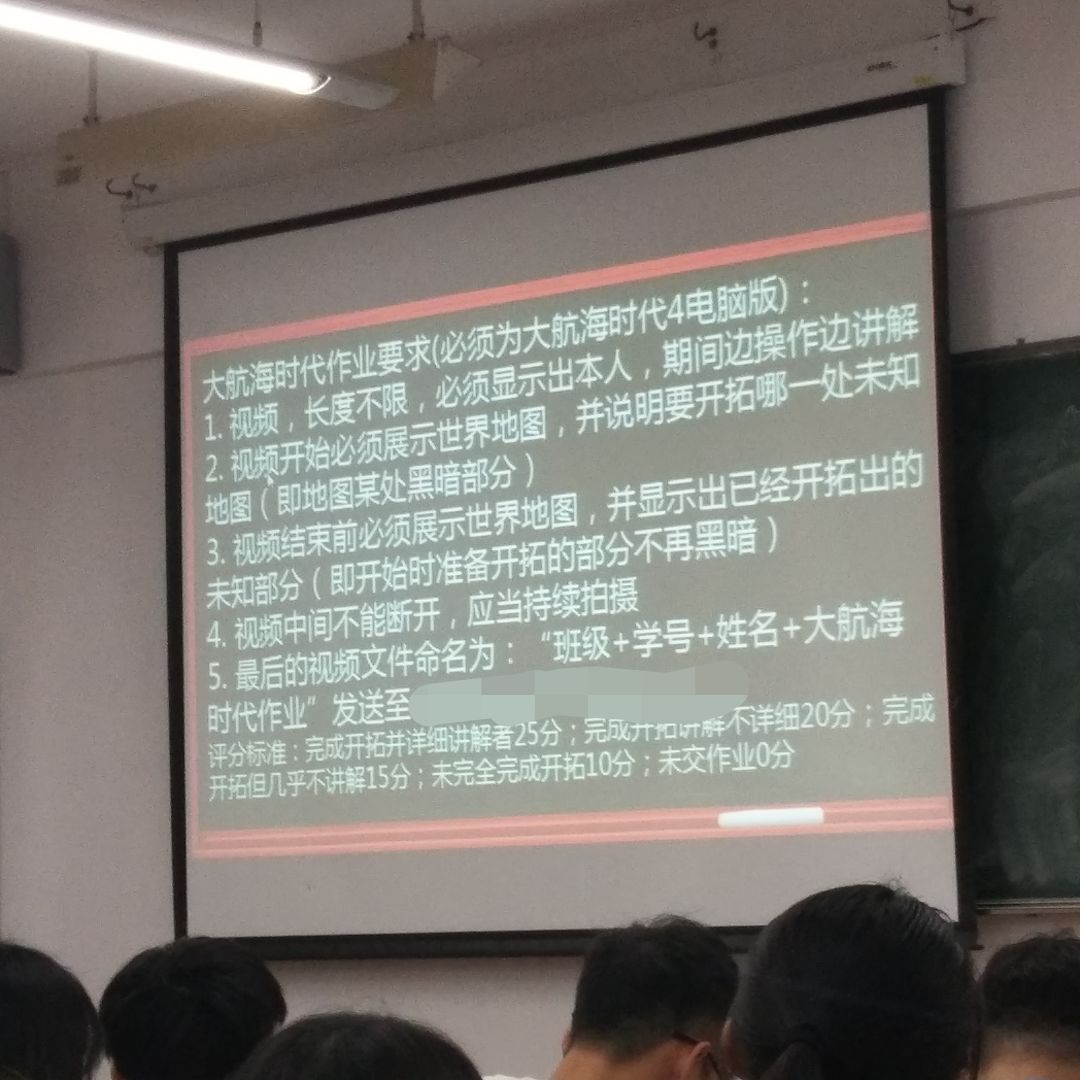 大航海时代作业要求(必须为大航海时代4电脑版)：
1. 视频，长度不限，必须显示出本人，期间边操作边讲解
2. 视频开始必须展示世界地图，并说明要开拓哪一处未知
地图（即地图某处黑暗部分）
3. 视频结束前必须展示世界地图，并显示出已经开拓出的
未知部分（即开始时准备开拓的部分不再黑暗）
4. 视频中间不能断开，应当持续拍摄
5. 最后的视频文件命名为：“班级+学号+姓名+大航海
时代作业”发送至
评分标准：完成开拓并详细讲解者25分；完成开拓讲解不详细20分；完成
开拓但几乎不讲解15分；未完全完成开拓10分；未交作业0分